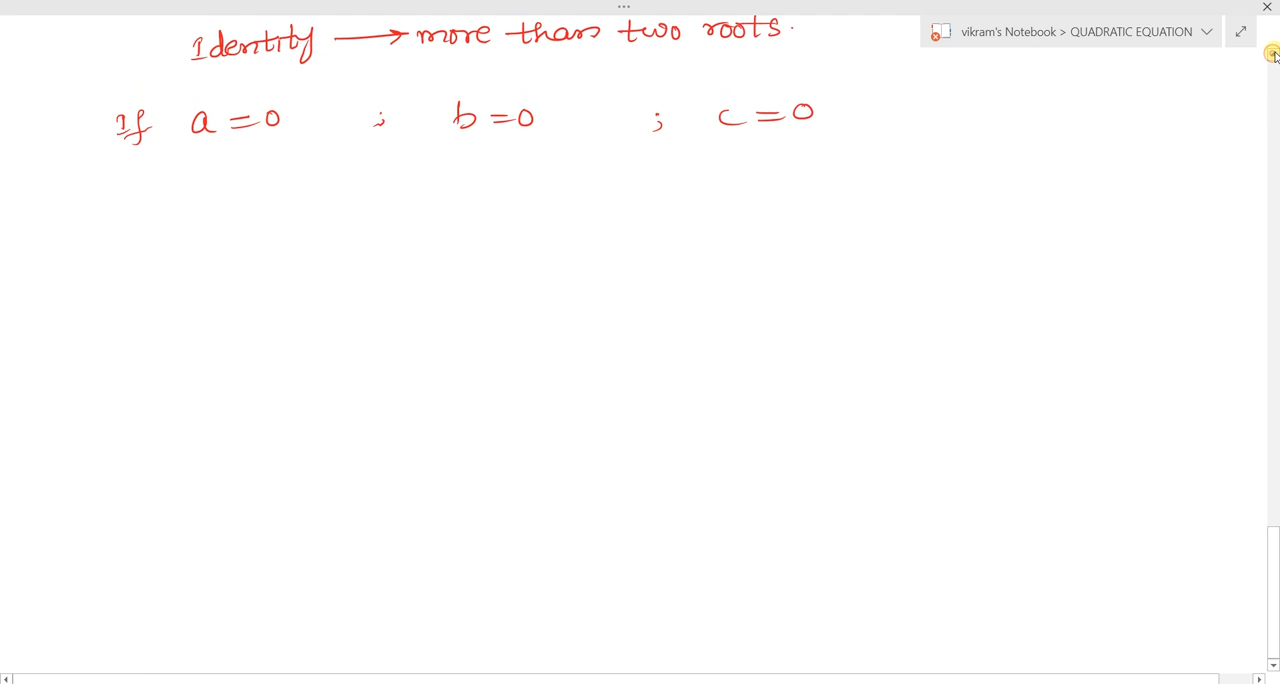 Identity → more than two roots.
vikram's Notebook > QUADRATIC EQUATION
If a = 0 ; b = 0 ; c = 0